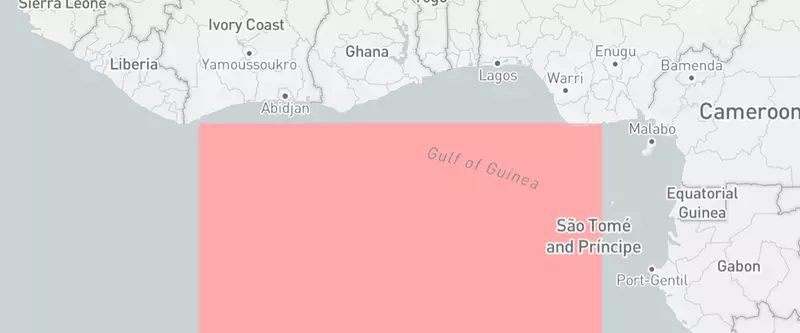 Sierra Leone
Ivory Coast
Ghana
Enugu
Liberia
Yamoussoukro
Bamenda
Lagos
Warri
Abidjan
Cameroon
Malabo
Gulf of Guinea
Equatorial
Guinea
São Tomé
and Príncipe
Gabon
Port-Gentil